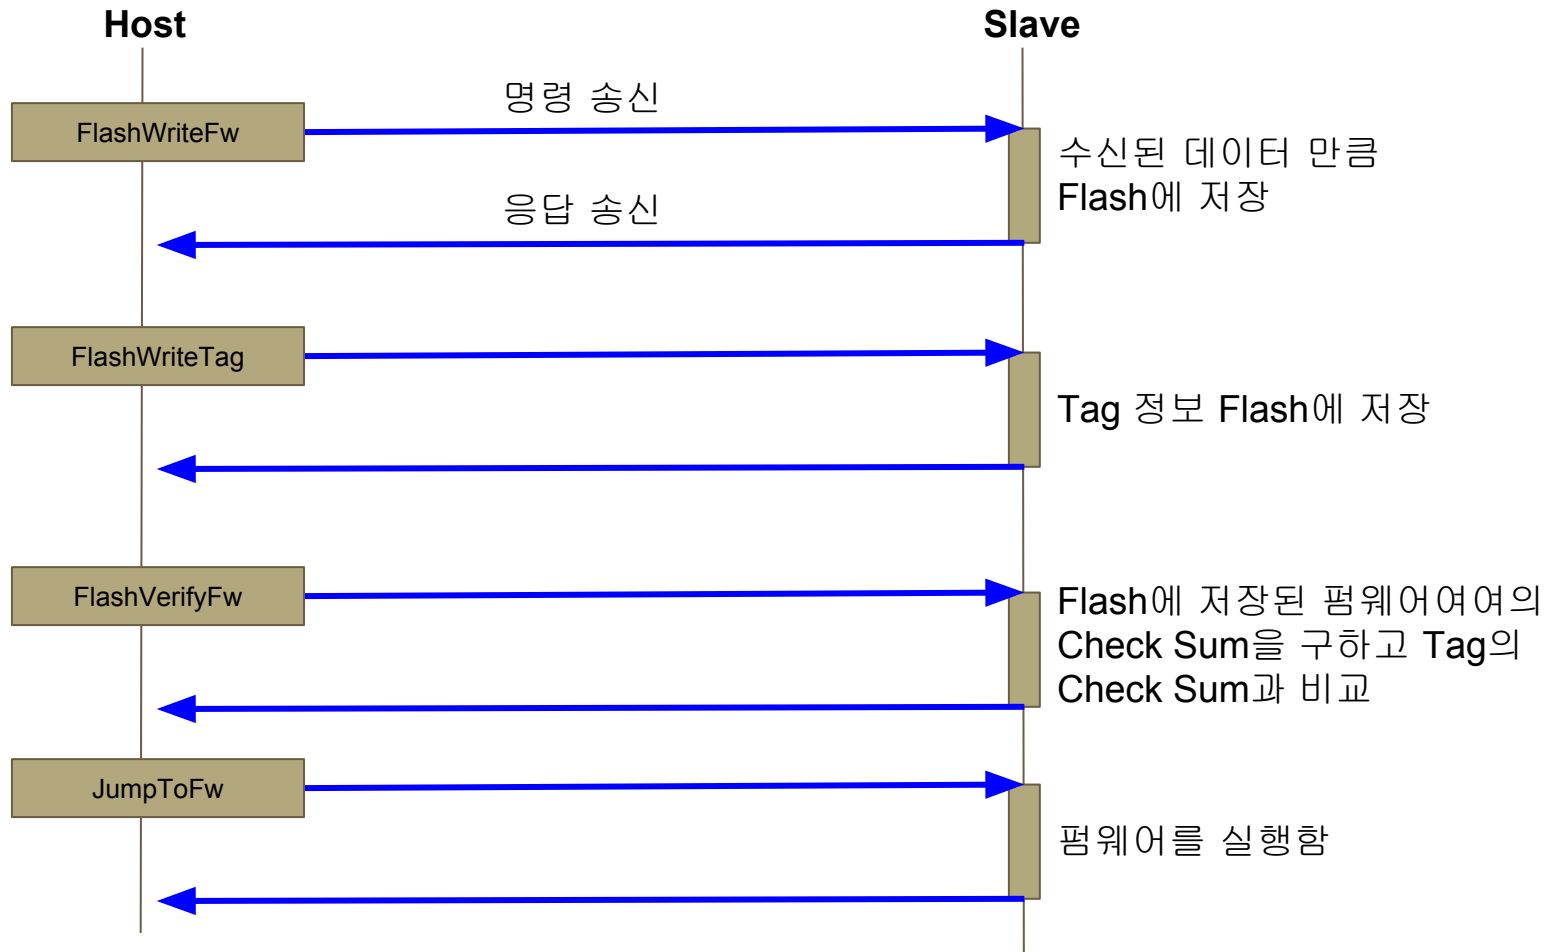 Host
Slave
명령 송신
FlashWriteFw
수신된 데이터 만큼
Flash에 저장
응답 송신
FlashWriteTag
Tag 정보 Flash에 저장
FlashVerifyFw
Flash에 저장된 펌웨어여여의
Check Sum을 구하고 Tag의
Check Sum과 비교
JumpToFw
펌웨어를 실행함